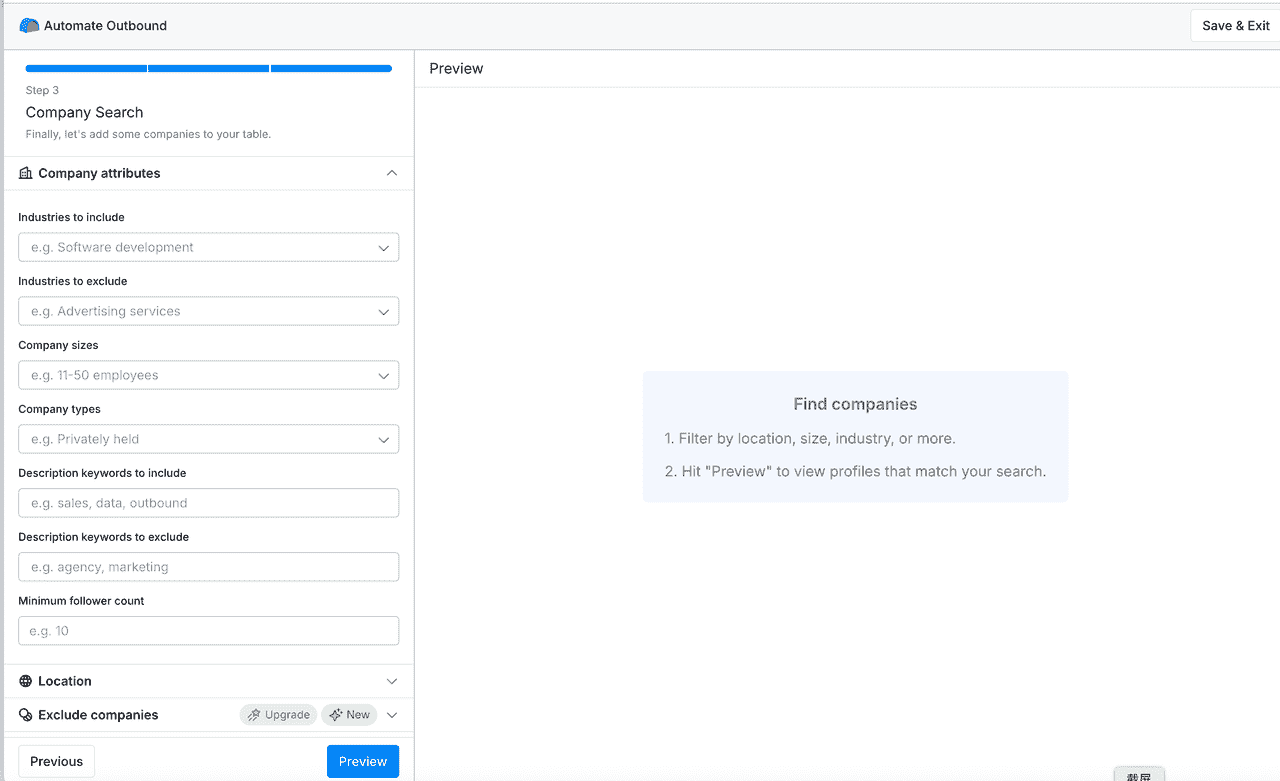 Automate Outbound
Save & Exit
Step 3
Company Search
Finally, let's add some companies to your table.
Company attributes
Industries to include
e.g. Software development
Industries to exclude
e.g. Advertising services
Company sizes
e.g. 11-50 employees
Company types
e.g. Privately held
Description keywords to include
e.g. sales, data, outbound
Description keywords to exclude
e.g. agency, marketing
Minimum follower count
e.g. 10
Location
Exclude companies
Upgrade
New
Previous
Preview
Preview
Find companies
1. Filter by location, size, industry, or more.
2. Hit "Preview" to view profiles that match your search.
截屏